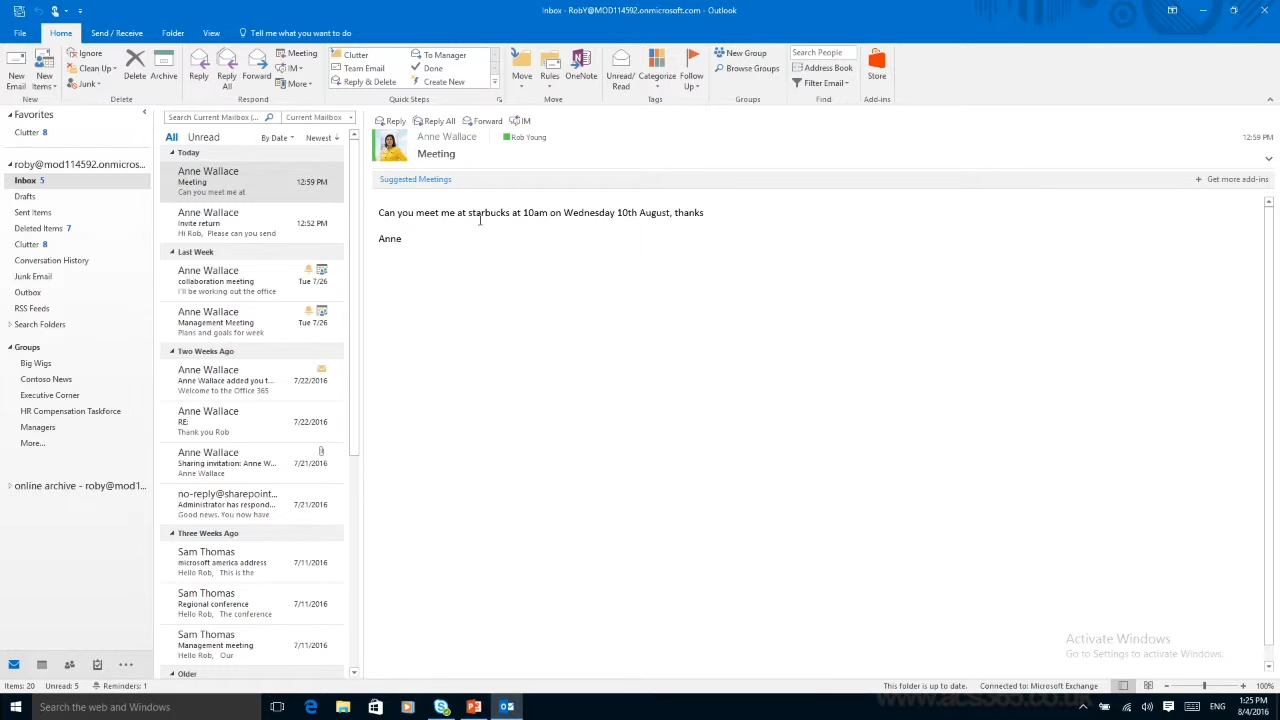 Inbox - RobY@MOD114592.onmicrosoft.com - Outlook
File Home Send / Receive Folder View Tell me what you want to do
New Email
New Items
Ignore
Clean Up
Junk
Delete
Archive
Reply
Reply All
Forward
Meeting
IM
More
Clutter
Team Email
Reply & Delete
To Manager
Done
Create New
Move
Rules
OneNote
Unread/ Read
Categorize
Follow Up
New Group
Browse Groups
Search People
Address Book
Filter Email
Store
New Delete Respond Quick Steps Move Tags Groups Find Add-ins
Favorites
Clutter 8
roby@mod114592.onmicros...
Inbox 5
Drafts
Sent Items
Deleted Items 7
Clutter 8
Conversation History
Junk Email
Outbox
RSS Feeds
Search Folders
Groups
Big Wigs
Contoso News
Executive Corner
HR Compensation Taskforce
Managers
More...
online archive - roby@mod1...
Search Current Mailbox (... Current Mailbox
All Unread By Date Newest
Today
Anne Wallace
Meeting 12:59 PM
Can you meet me at
Anne Wallace
Invite return 12:52 PM
Hi Rob, Please can you send
Last Week
Anne Wallace
collaboration meeting Tue 7/26
I'll be working out the office
Anne Wallace
Management Meeting Tue 7/26
Plans and goals for week
Two Weeks Ago
Anne Wallace
Anne Wallace added you t... 7/22/2016
Welcome to the Office 365
Anne Wallace
RE: 7/22/2016
Thank you Rob
Anne Wallace
Sharing invitation: Anne W... 7/21/2016
Anne Wallace
no-reply@sharepoint...
Administrator has respond... 7/21/2016
Good news. You now have
Three Weeks Ago
Sam Thomas
microsoft america address 7/11/2016
Hello Rob, This is the
Sam Thomas
Regional conference 7/11/2016
Hello Rob, The conference
Sam Thomas
Management meeting 7/11/2016
Hello Rob, Our
Older
Reply Reply All Forward IM
Anne Wallace Rob Young 12:59 PM
Meeting
Suggested Meetings + Get more add-ins
Can you meet me at starbucks at 10am on Wednesday 10th August, thanks
Anne
Activate Windows
Go to Settings to activate Windows.
Items: 20 Unread: 5 Reminders: 1 This folder is up to date. Connected to: Microsoft Exchange 100%
www.acs365.co.uk
Search the web and Windows ENG 1:25 PM
8/4/2016